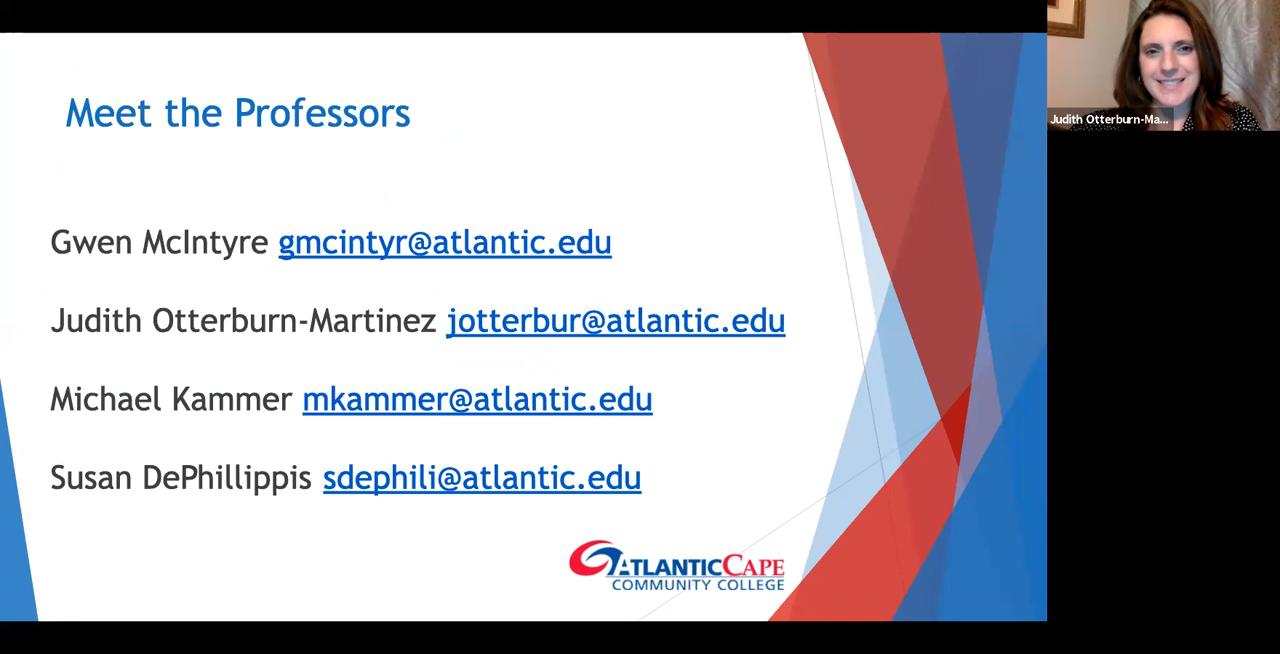 Meet the Professors
Gwen McIntyre gmcintyr@atlantic.edu
Judith Otterburn-Martinez jotterbur@atlantic.edu
Michael Kammer mkammer@atlantic.edu
Susan DePhillippis sdephili@atlantic.edu
ATLANTICCAPE
COMMUNITY COLLEGE
Judith Otterburn-Ma...